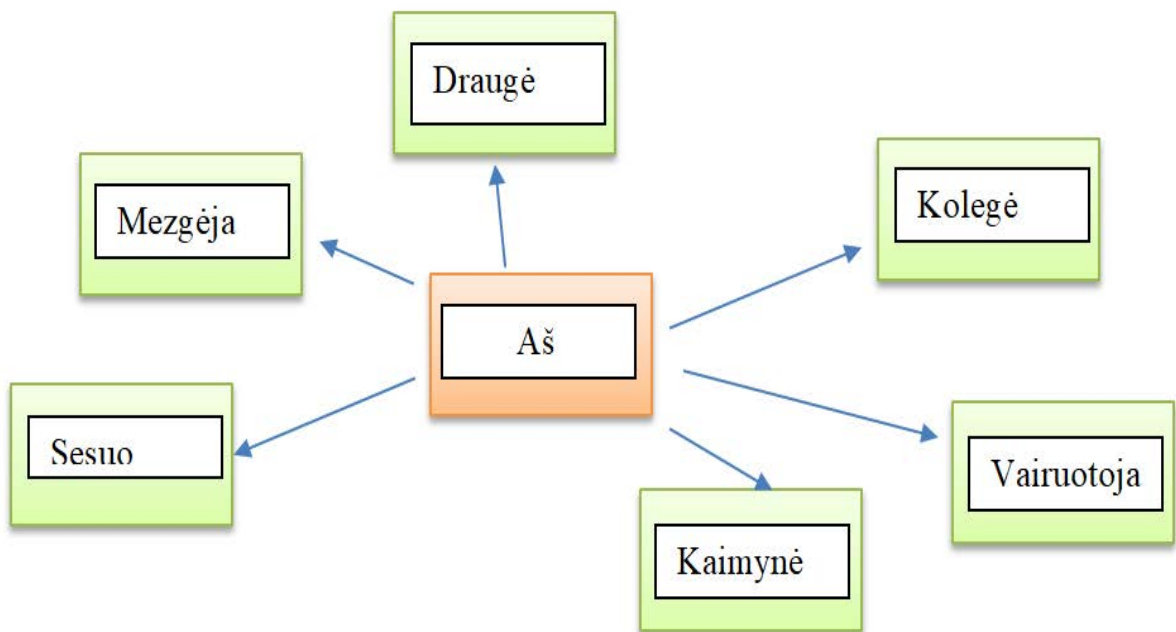 Draugė
Mezgėja
Kolegė
Aš
Sesuo
Vairuotoja
Kaimynė